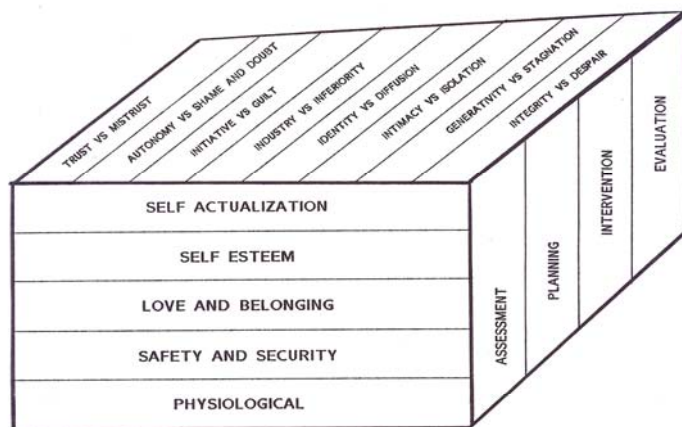 TRUST VS MISTRUST
AUTONOMY VS SHAME AND DOUBT
INITIATIVE VS GUILT
INDUSTRY VS INFERIORITY
IDENTITY VS DIFFUSION
INTIMACY VS ISOLATION
GENERATIVITY VS STAGNATION
INTEGRITY VS DESPAIR
SELF ACTUALIZATION
SELF ESTEEM
LOVE AND BELONGING
SAFETY AND SECURITY
PHYSIOLOGICAL
ASSESSMENT
PLANNING
INTERVENTION
EVALUATION